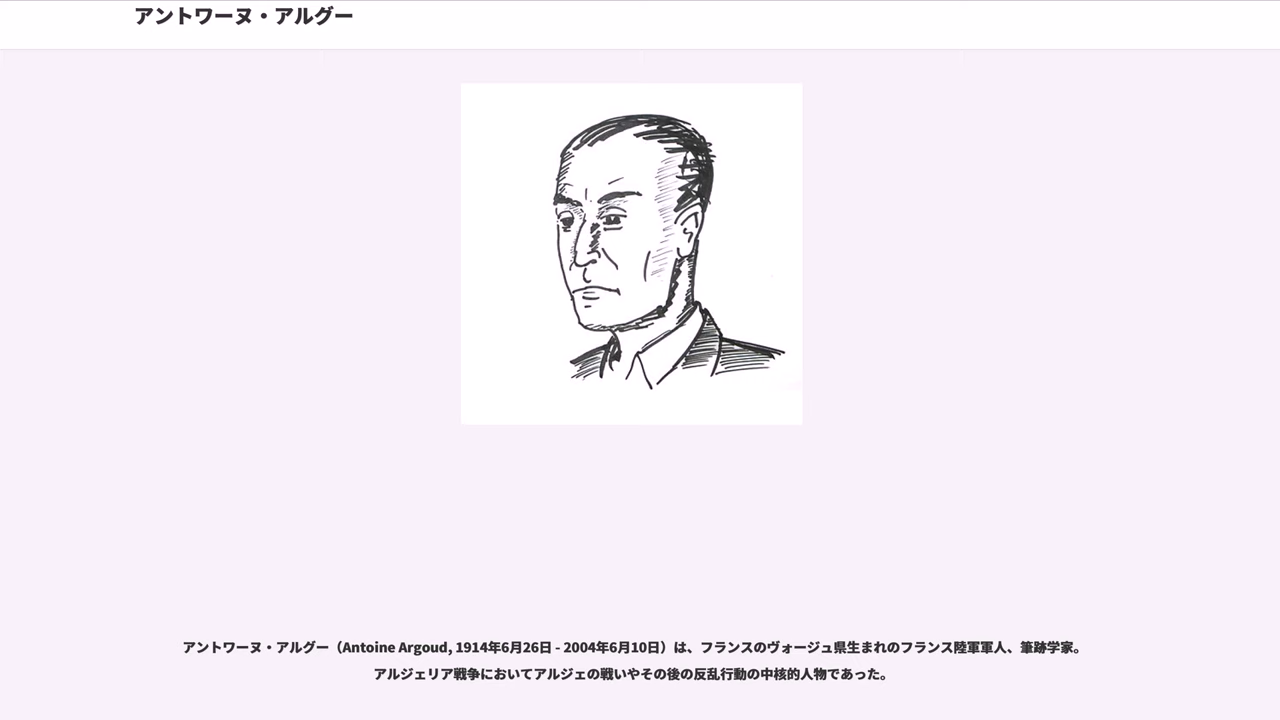 アントワーヌ・アルグー
アントワーヌ・アルグー（Antoine Argoud, 1914年6月26日 - 2004年6月10日）は、フランスのヴォージュ県生まれのフランス陸軍軍人、筆跡学家。
アルジェリア戦争においてアルジェの戦いやその後の反乱行動の中核的人物であった。